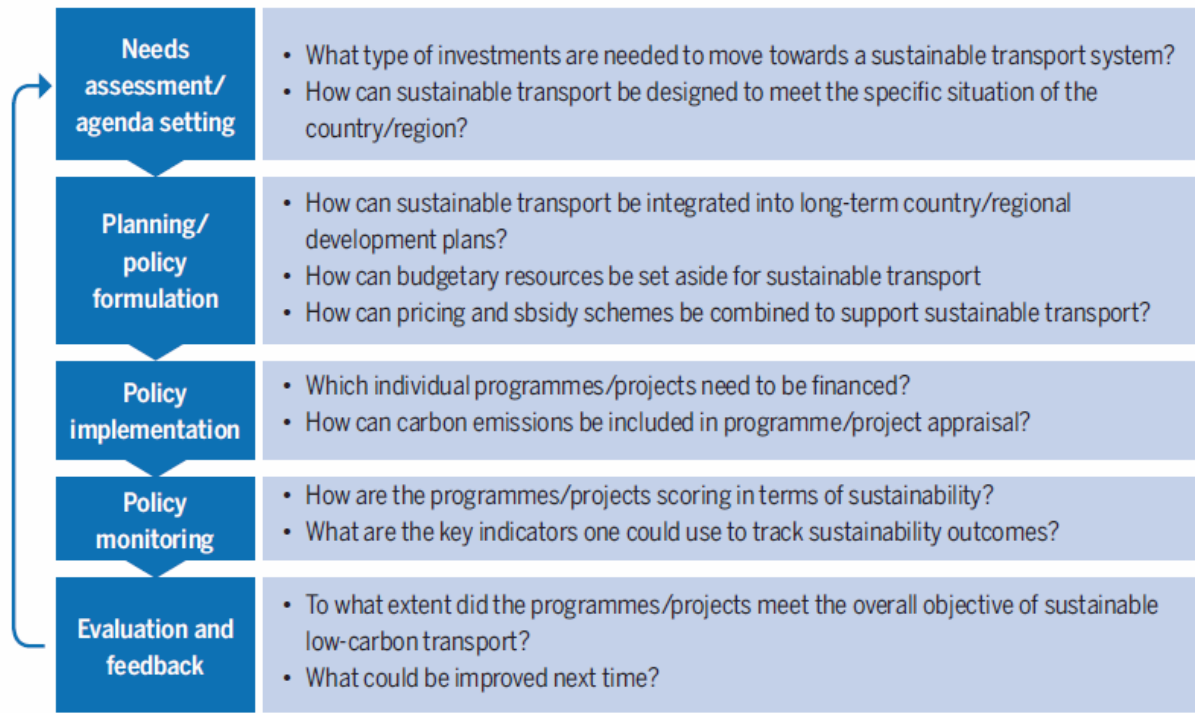 Needs
assessment/
agenda setting
• What type of investments are needed to move towards a sustainable transport system?
• How can sustainable transport be designed to meet the specific situation of the
country/region?
Planning/
policy
formulation
• How can sustainable transport be integrated into long-term country/regional
development plans?
• How can budgetary resources be set aside for sustainable transport
• How can pricing and sbsidy schemes be combined to support sustainable transport?
Policy
implementation
• Which individual programmes/projects need to be financed?
• How can carbon emissions be included in programme/project appraisal?
Policy
monitoring
• How are the programmes/projects scoring in terms of sustainability?
• What are the key indicators one could use to track sustainability outcomes?
Evaluation and
feedback
• To what extent did the programmes/projects meet the overall objective of sustainable
low-carbon transport?
• What could be improved next time?